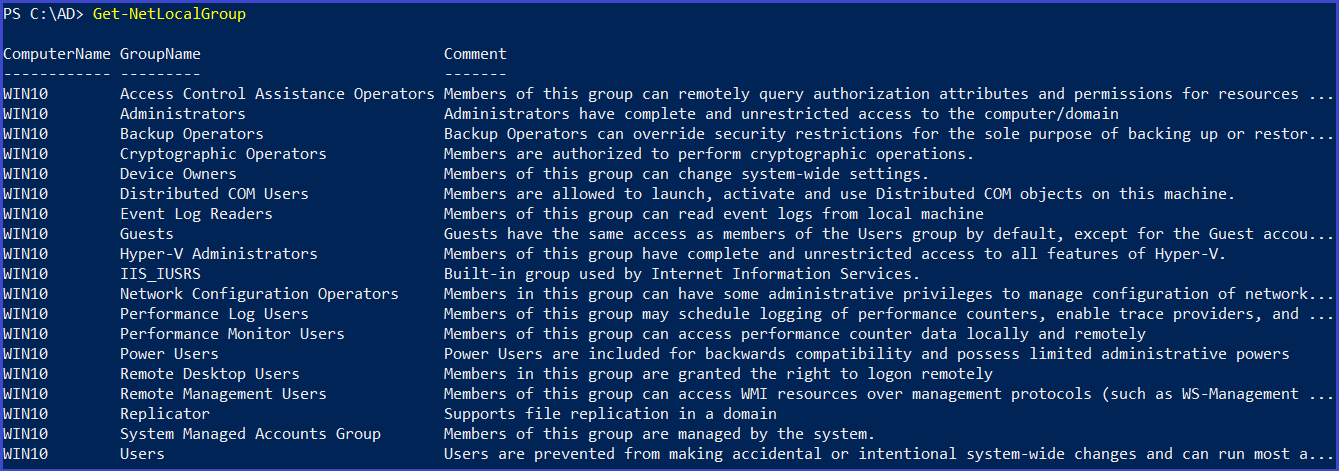 PS C:\AD> Get-NetLocalGroup
ComputerName GroupName Comment
------------ --------- -------
WIN10 Access Control Assistance Operators Members of this group can remotely query authorization attributes and permissions for resources ...
WIN10 Administrators Administrators have complete and unrestricted access to the computer/domain
WIN10 Backup Operators Backup Operators can override security restrictions for the sole purpose of backing up or restor...
WIN10 Cryptographic Operators Members are authorized to perform cryptographic operations.
WIN10 Device Owners Members of this group can change system-wide settings.
WIN10 Distributed COM Users Members are allowed to launch, activate and use Distributed COM objects on this machine.
WIN10 Event Log Readers Members of this group can read event logs from local machine
WIN10 Guests Guests have the same access as members of the Users group by default, except for the Guest accou...
WIN10 Hyper-V Administrators Members of this group have complete and unrestricted access to all features of Hyper-V.
WIN10 IIS_IUSRS Built-in group used by Internet Information Services.
WIN10 Network Configuration Operators Members in this group can have some administrative privileges to manage configuration of network...
WIN10 Performance Log Users Members of this group may schedule logging of performance counters, enable trace providers, and ...
WIN10 Performance Monitor Users Members of this group can access performance counter data locally and remotely
WIN10 Power Users Power Users are included for backwards compatibility and possess limited administrative powers
WIN10 Remote Desktop Users Members in this group are granted the right to logon remotely
WIN10 Remote Management Users Members of this group can access WMI resources over management protocols (such as WS-Management ...
WIN10 Replicator Supports file replication in a domain
WIN10 System Managed Accounts Group Members of this group are managed by the system.
WIN10 Users Users are prevented from making accidental or intentional system-wide changes and can run most a...